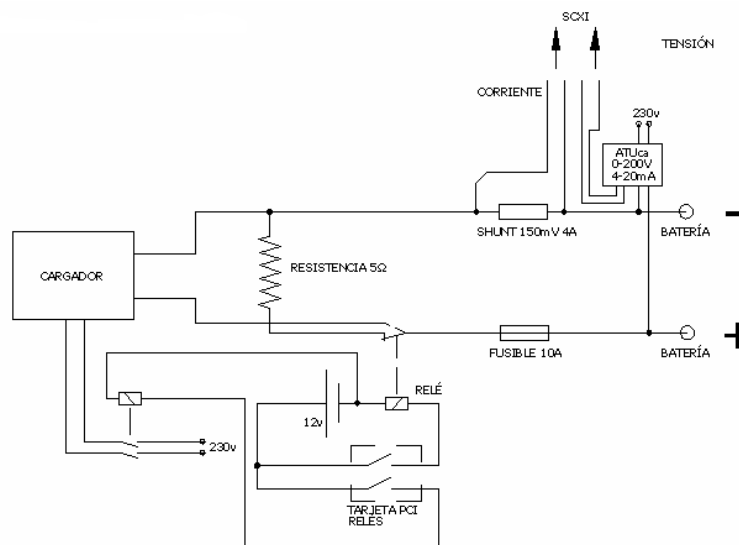 SCXI
TENSIÓN
CORRIENTE
230v
ATUca
0-200V
4-20mA
SHUNT 150mV 4A
BATERÍA
-
CARGADOR
RESISTENCIA 5Ω
FUSIBLE 10A
BATERÍA
+
RELÉ
12v
230v
TARJETA PCI
RELÉS